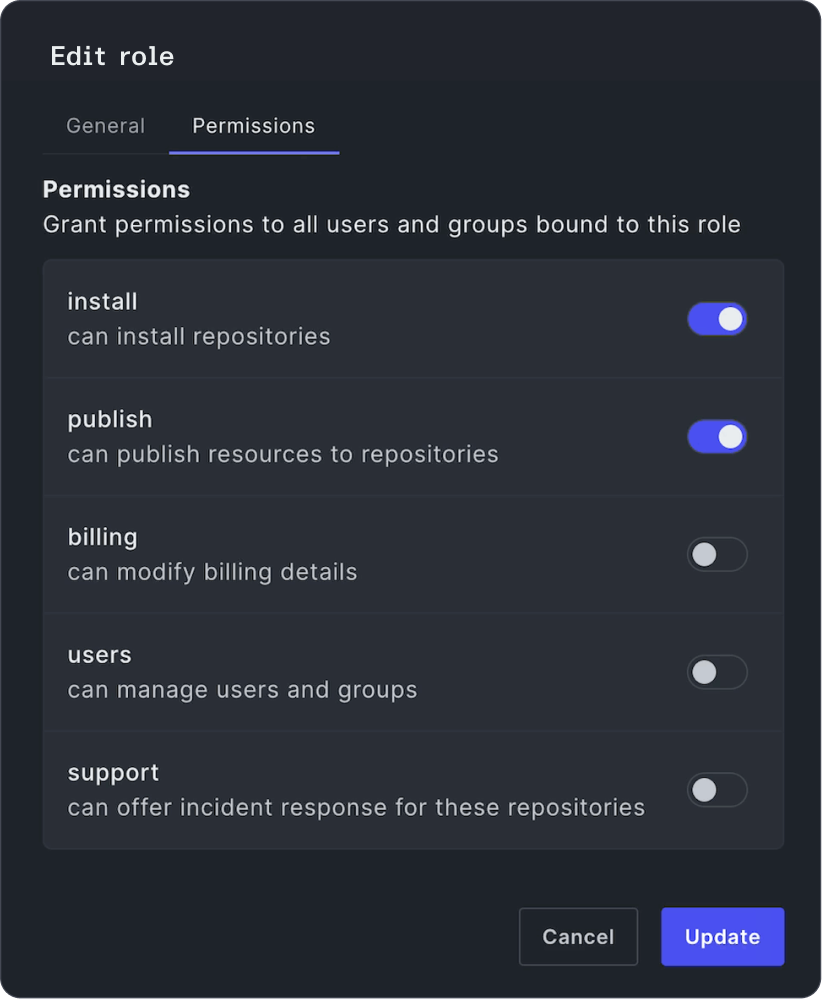 Edit role
General Permissions
Permissions
Grant permissions to all users and groups bound to this role
install
can install repositories
publish
can publish resources to repositories
billing
can modify billing details
users
can manage users and groups
support
can offer incident response for these repositories
Cancel Update